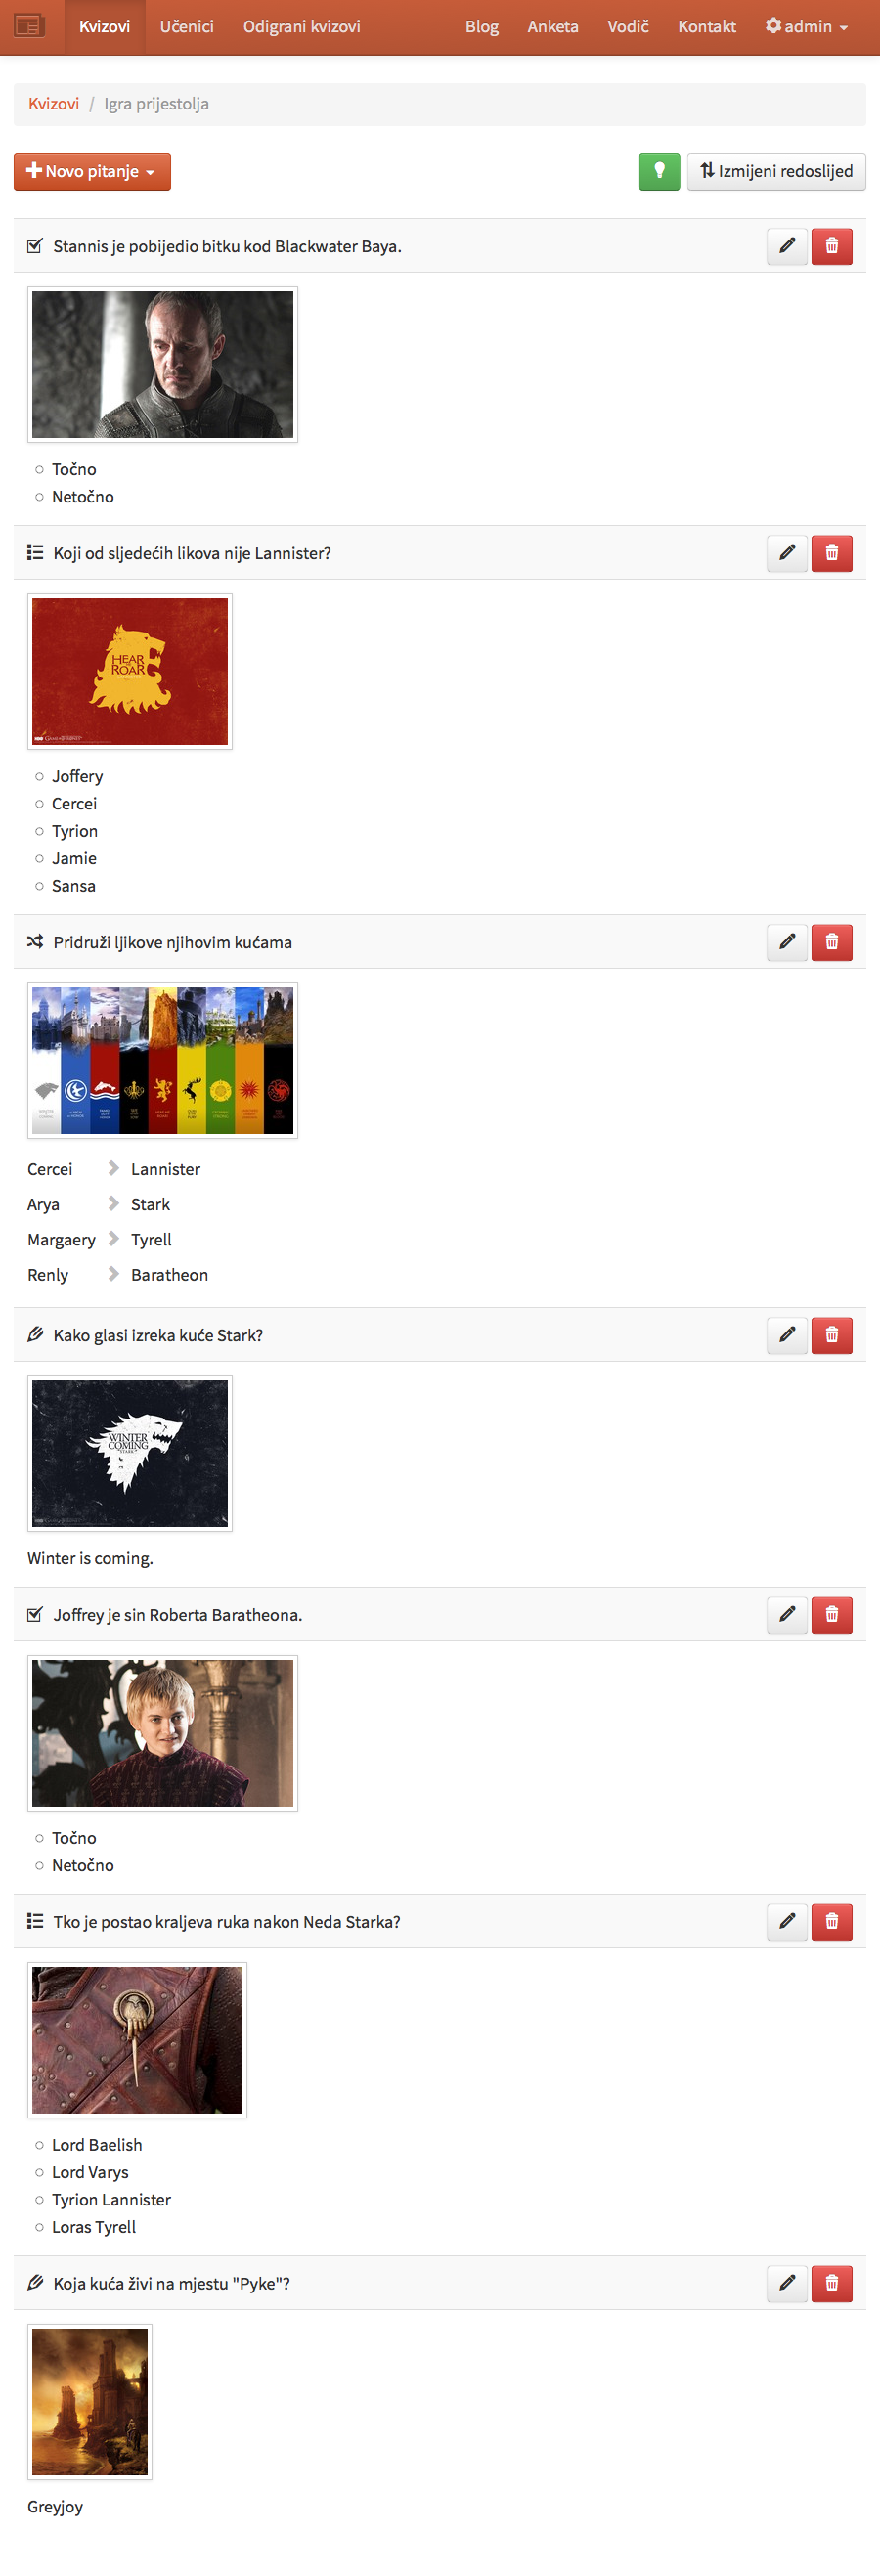 Kvizovi Učenici Odigrani kvizovi Blog Anketa Vodič Kontakt admin
Kvizovi / Igra prijestolja
Novo pitanje Izmijeni redoslijed
Stannis je pobijedio bitku kod Blackwater Baya.
Točno
Netočno
Koji od sljedećih likova nije Lannister?
HEAR
ROAR
Joffery
Cercei
Tyrion
Jamie
Sansa
Pridruži ljikove njihovim kućama
Cercei Lannister
Arya Stark
Margaery Tyrell
Renly Baratheon
Kako glasi izreka kuće Stark?
WINTER
COMING
STARK
Winter is coming.
Joffrey je sin Roberta Baratheona.
Točno
Netočno
Tko je postao kraljeva ruka nakon Neda Starka?
Lord Baelish
Lord Varys
Tyrion Lannister
Loras Tyrell
Koja kuća živi na mjestu "Pyke"?
Greyjoy